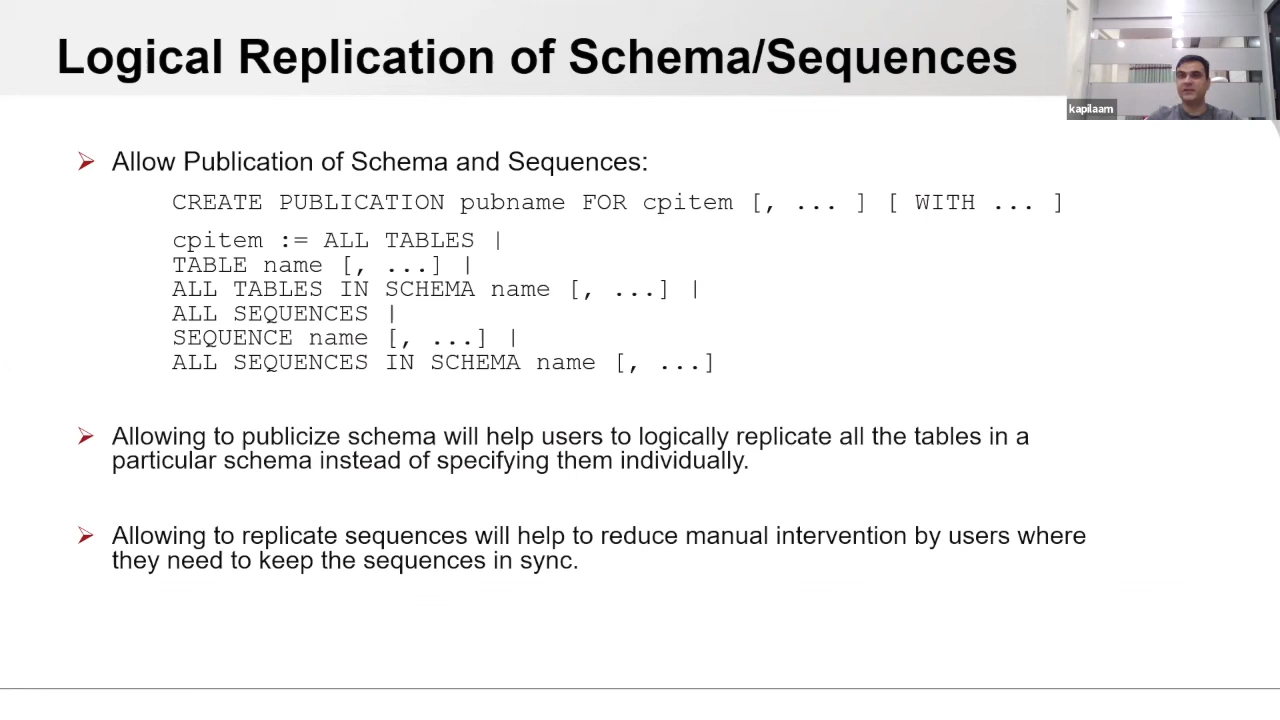 Logical Replication of Schema/Sequences
kapilaam
Allow Publication of Schema and Sequences:
CREATE PUBLICATION pubname FOR cpitem [, ... ] [ WITH ... ]
cpitem := ALL TABLES |
TABLE name [, ...] |
ALL TABLES IN SCHEMA name [, ...] |
ALL SEQUENCES |
SEQUENCE name [, ...] |
ALL SEQUENCES IN SCHEMA name [, ...]
Allowing to publicize schema will help users to logically replicate all the tables in a
particular schema instead of specifying them individually.
Allowing to replicate sequences will help to reduce manual intervention by users where
they need to keep the sequences in sync.